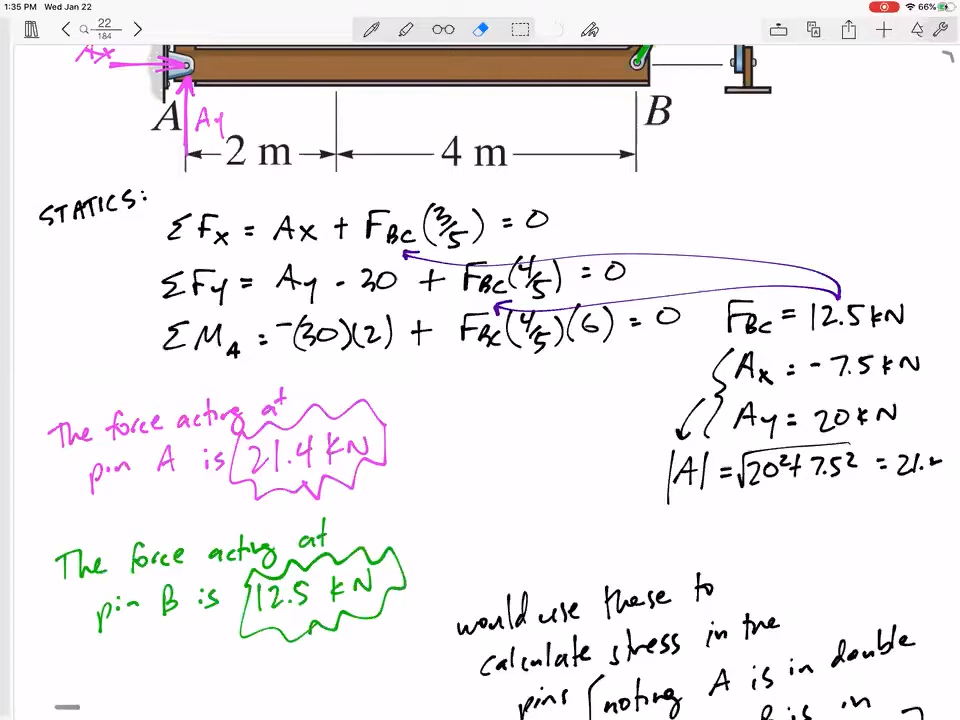 1:35 PM Wed Jan 22
66%
22
184
Ax
A
Ay
B
2 m
4 m
STATICS:
ΣFx = Ax + FBC(3/5) = 0
ΣFy = Ay - 30 + FBC(4/5) = 0
ΣMA = -(30)(2) + FBC(4/5)(6) = 0
FBC = 12.5 kN
Ax = -7.5 kN
Ay = 20 kN
|A| = √20²+7.5² = 21.
The force acting at
pin A is 21.4 kN
The force acting at
pin B is 12.5 kN
would use these to
calculate stress in the
pins (noting A is in double
B is in